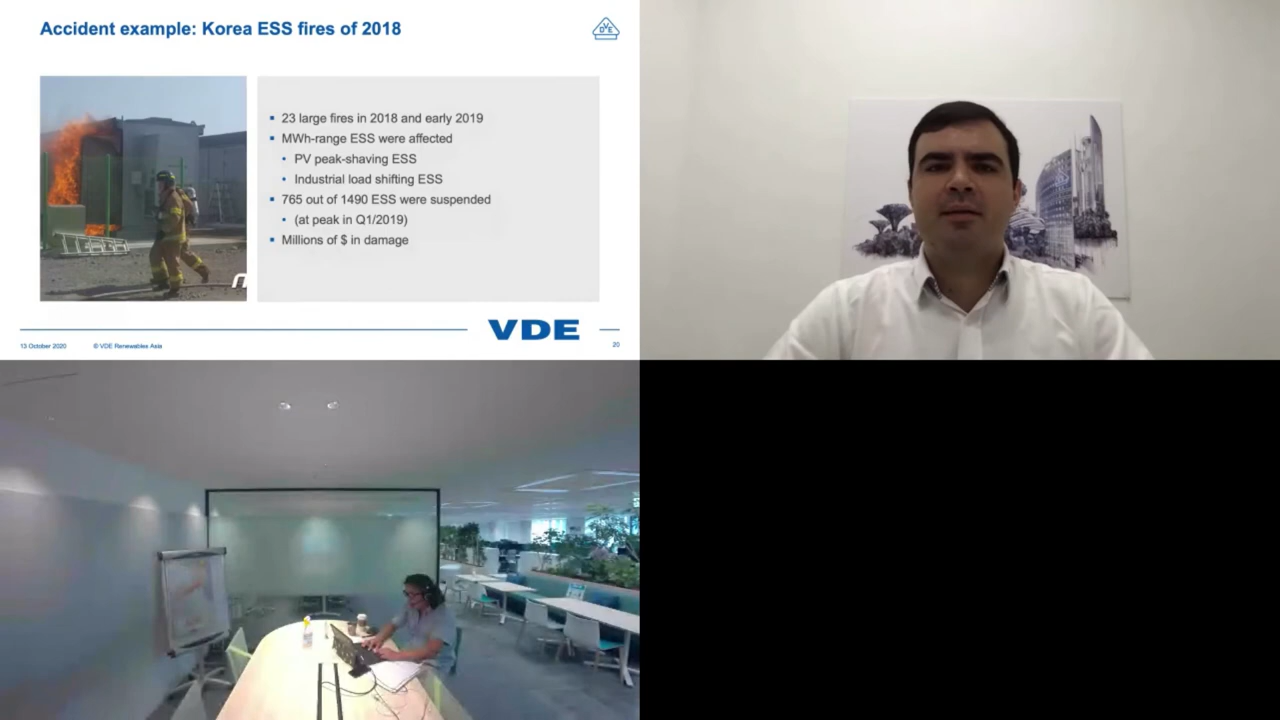 Accident example: Korea ESS fires of 2018
VDE
23 large fires in 2018 and early 2019
MWh-range ESS were affected
PV peak-shaving ESS
Industrial load shifting ESS
765 out of 1490 ESS were suspended
(at peak in Q1/2019)
Millions of $ in damage
VDE
13 October 2020 © VDE Renewables Asia 20